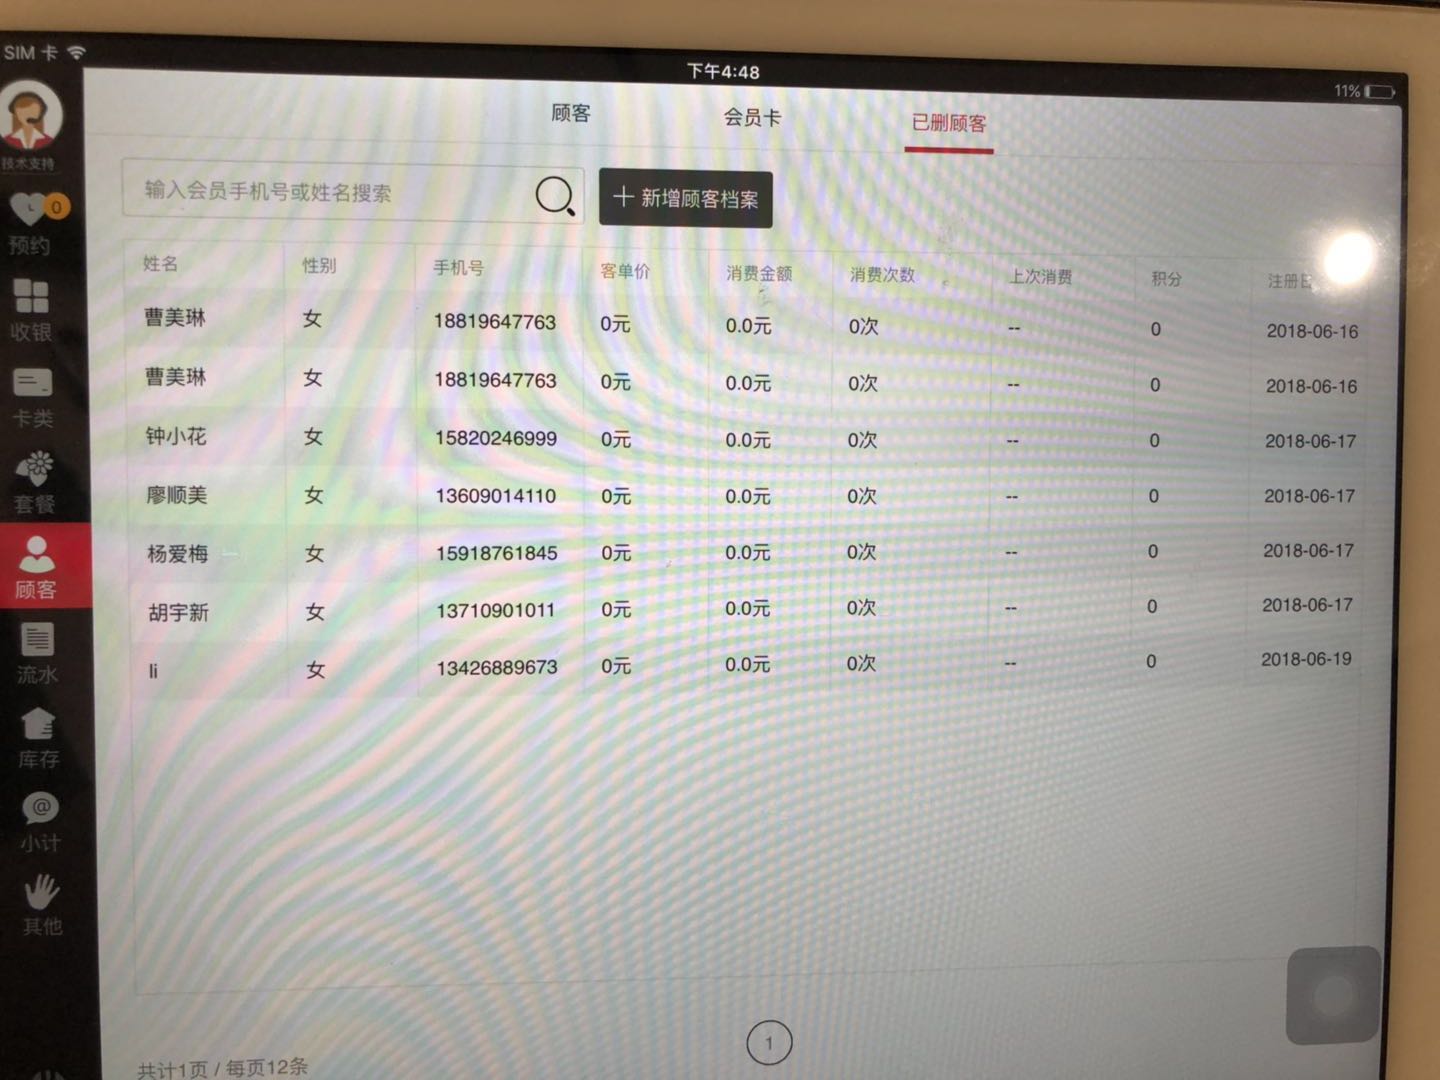 SIM 卡
下午4:48
11%
顾客 会员卡 已删顾客
技术支持
输入会员手机号或姓名搜索
+ 新增顾客档案
0
预约
收银
卡类
套餐
顾客
流水
库存
@
小计
其他
姓名 性别 手机号 客单价 消费金额 消费次数 上次消费 积分 注册日
曹美琳 女 18819647763 0元 0.0元 0次 -- 0 2018-06-16
曹美琳 女 18819647763 0元 0.0元 0次 -- 0 2018-06-16
钟小花 女 15820246999 0元 0.0元 0次 -- 0 2018-06-17
廖顺美 女 13609014110 0元 0.0元 0次 -- 0 2018-06-17
杨爱梅 女 15918761845 0元 0.0元 0次 -- 0 2018-06-17
胡宇新 女 13710901011 0元 0.0元 0次 -- 0 2018-06-17
li 女 13426889673 0元 0.0元 0次 -- 0 2018-06-19
1
共计1页 / 每页12条